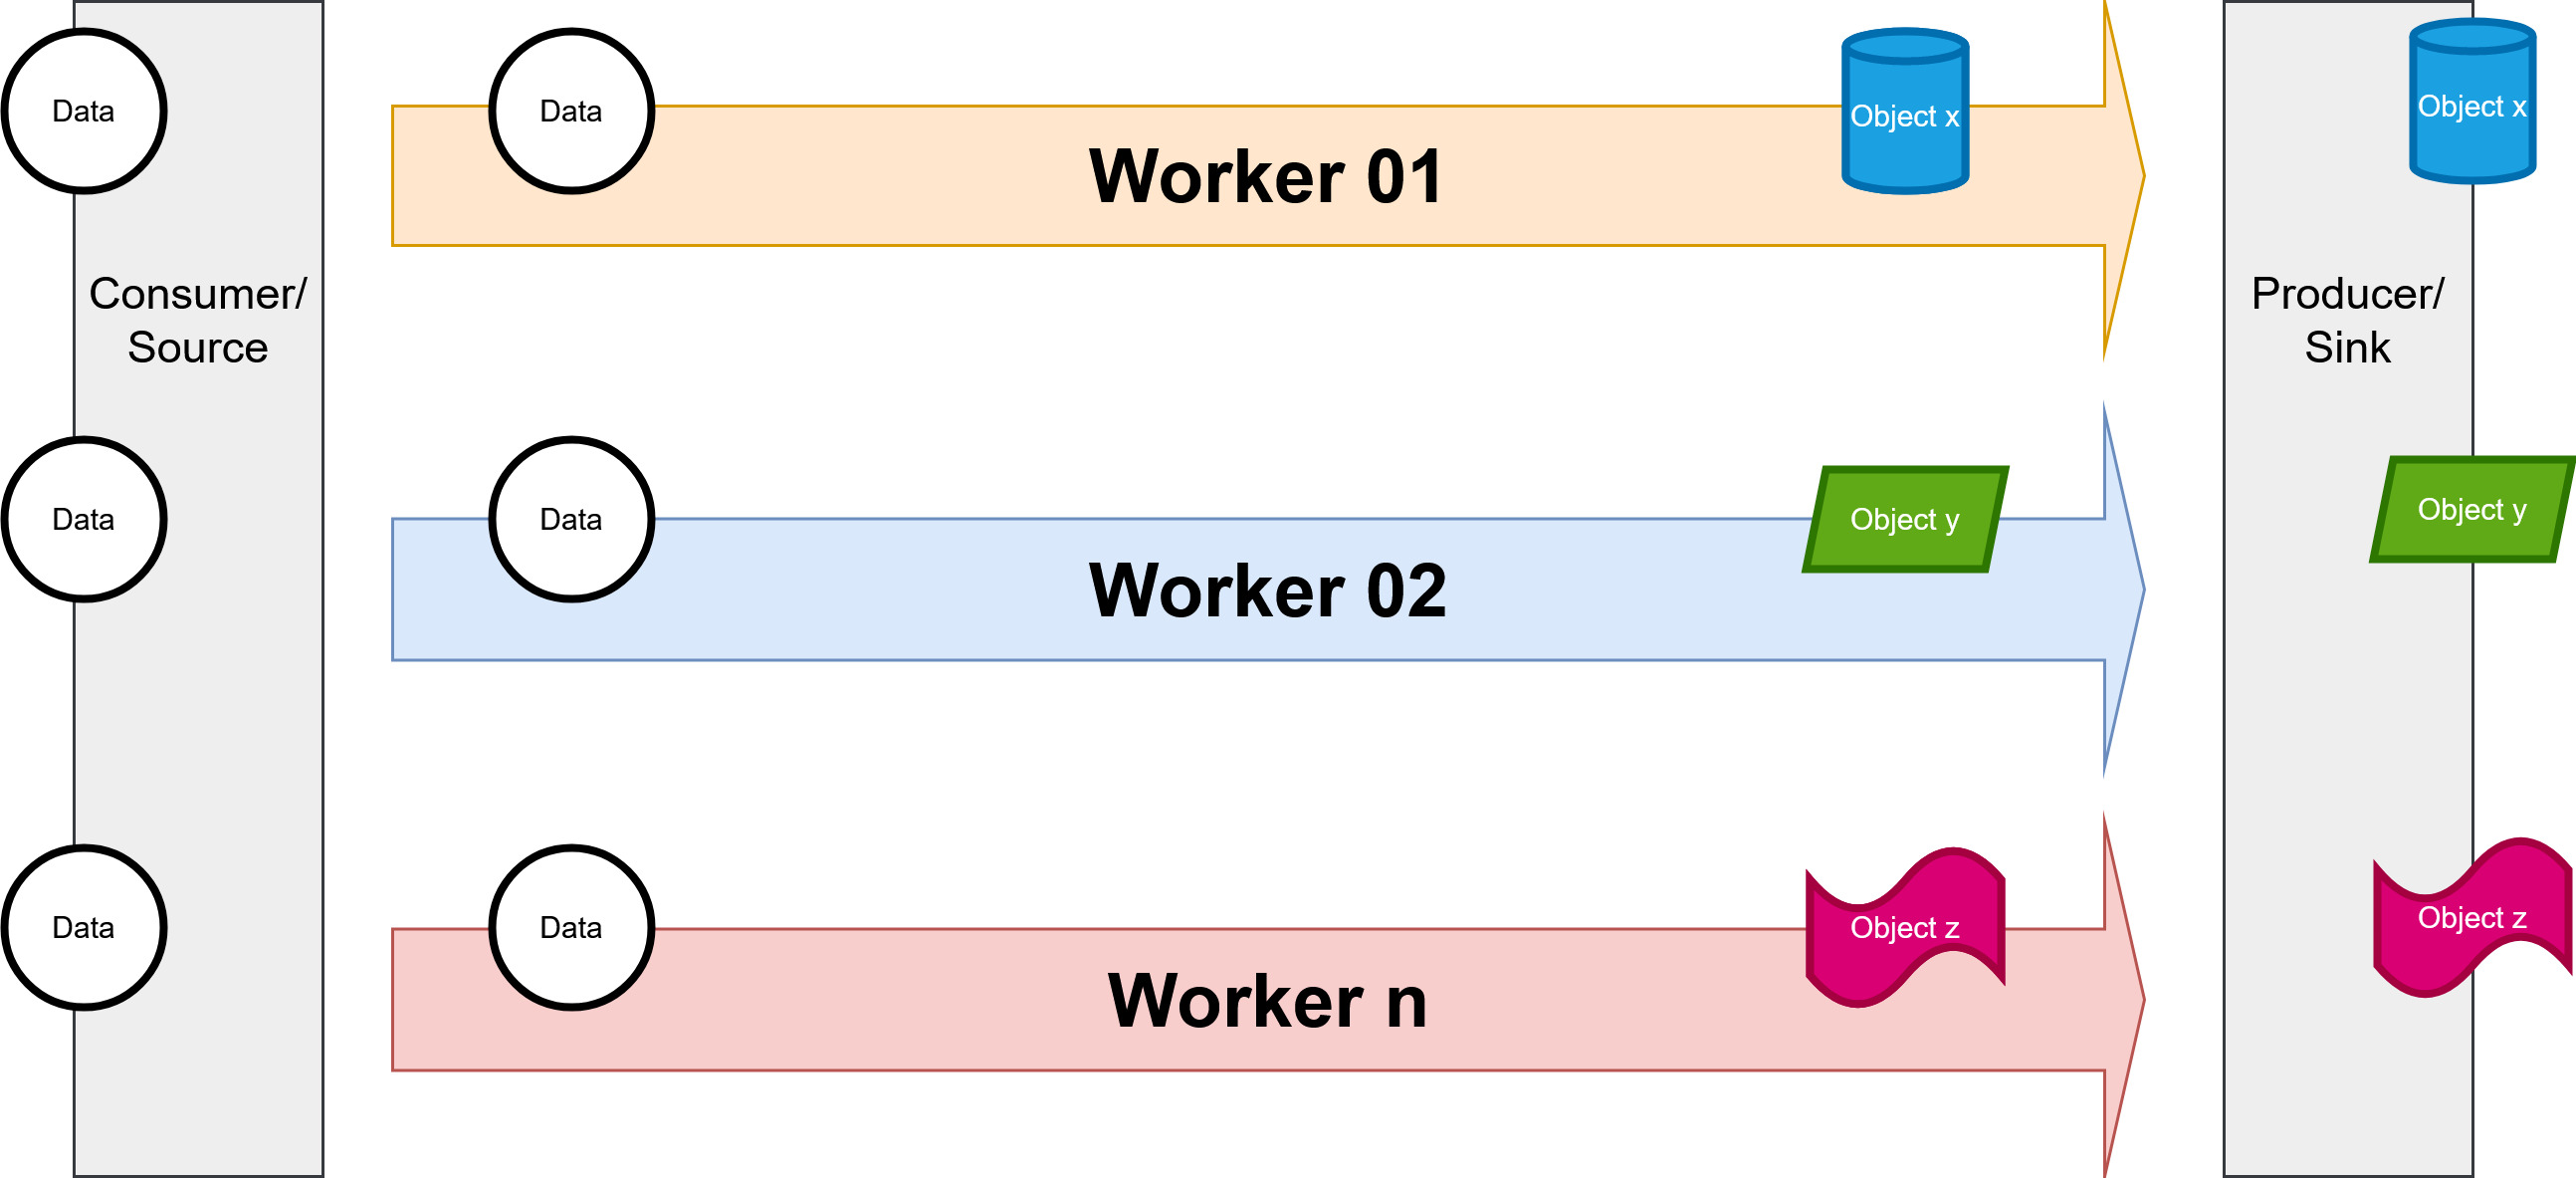 Data
Data
Object x
Object x
Worker 01
Consumer/
Source
Producer/
Sink
Data
Data
Object y
Object y
Worker 02
Data
Data
Object z
Object z
Worker n